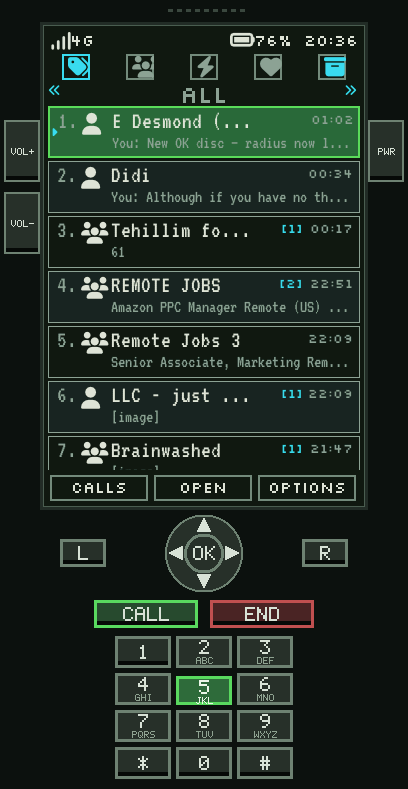 4G 76% 20:36
« ALL »
1. E Desmond (... 01:02
You: New OK disc - radius now l...
2. Didi 00:34
You: Although if you have no th...
3. Tehillim fo... [1] 00:17
61
4. REMOTE JOBS [2] 22:51
Amazon PPC Manager Remote (US) ...
5. Remote Jobs 3 22:09
Senior Associate, Marketing Rem...
6. LLC - just ... [1] 22:09
[image]
7. Brainwashed [1] 21:47
CALLS OPEN OPTIONS
VOL+
VOL-
PWR
L OK R
CALL END
1 2 3
ABC DEF
4 5 6
GHI JKL MNO
7 8 9
PQRS TUV WXYZ
* 0 #